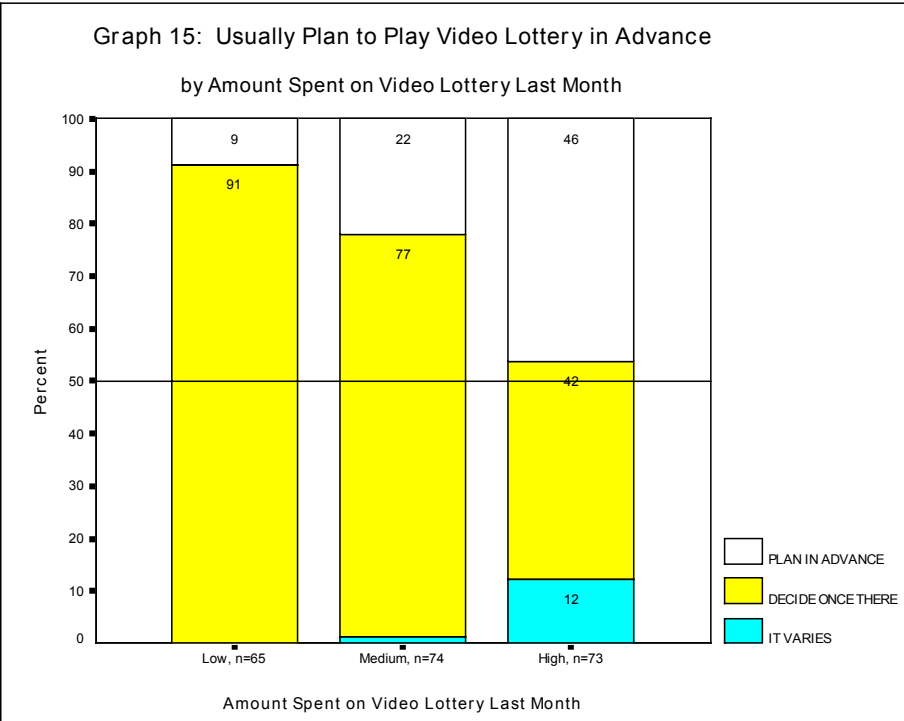 Graph 15: Usually Plan to Play Video Lottery in Advance
by Amount Spent on Video Lottery Last Month
Percent
100
90
80
70
60
50
40
30
20
10
0
9
91
22
77
46
42
12
Low, n=65
Medium, n=74
High, n=73
Amount Spent on Video Lottery Last Month
PLAN IN ADVANCE
DECIDE ONCE THERE
IT VARIES